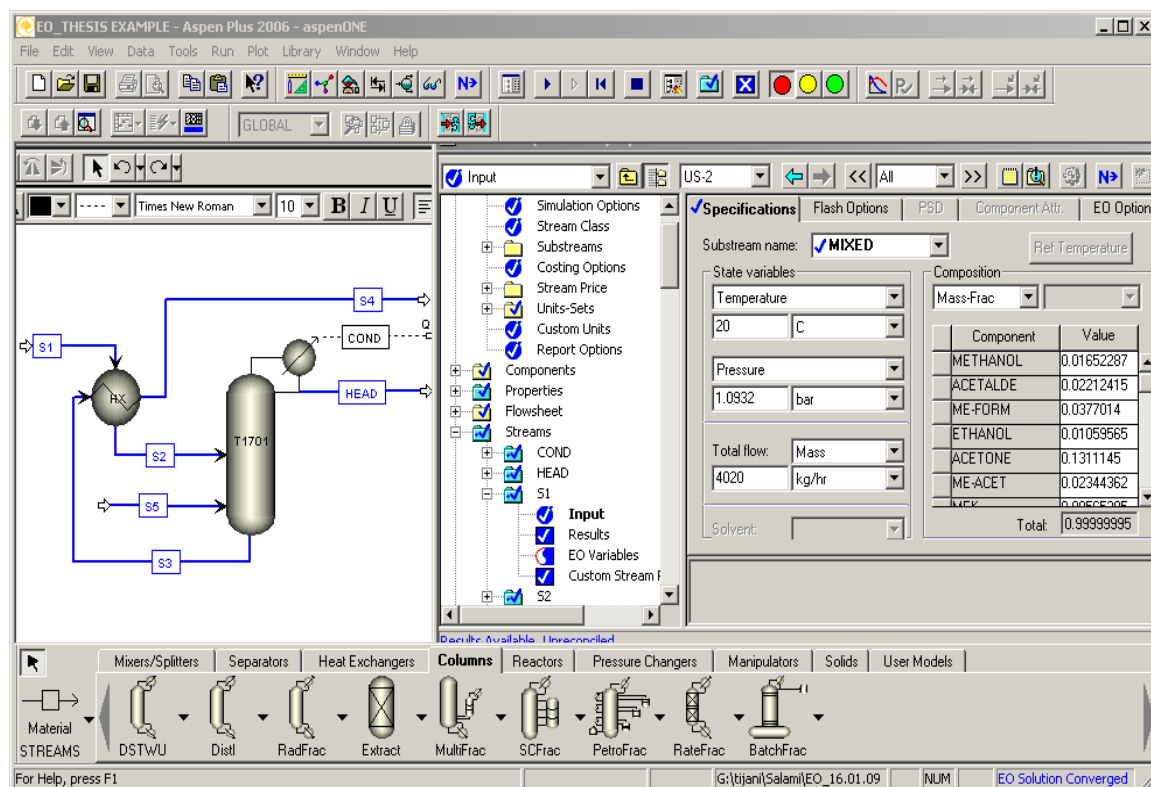 EO_THESIS EXAMPLE - Aspen Plus 2006 - aspenONE
File Edit View Data Tools Run Plot Library Window Help
N
GLOBAL
Input US-2 << All >> N
Times New Roman 10 B I U
Simulation Options
Stream Class
Substreams
Costing Options
Stream Price
Units-Sets
Custom Units
Report Options
Components
Properties
Flowsheet
Streams
COND
HEAD
S1
Input
Results
EO Variables
Custom Stream
S2
Specifications Flash Options PSD Component Attr. EO Option
Substream name: MIXED Ref Temperature
State variables
Temperature
20 C
Pressure
1.0932 bar
Total flow: Mass
4020 kg/hr
Solvent:
Composition
Mass-Frac
Component Value
METHANOL 0.01652287
ACETALDE 0.02212415
ME-FORM 0.0377014
ETHANOL 0.01059565
ACETONE 0.1311145
ME-ACET 0.02344362
MEK
Total: 0.99999995
S4
S1
COND
Q
HX
HEAD
T1701
S2
S5
S3
Results Available, Unreconciled
Mixers/Splitters Separators Heat Exchangers Columns Reactors Pressure Changers Manipulators Solids User Models
Material
STREAMS DSTWU Distl RadFrac Extract MultiFrac SCFrac PetroFrac RateFrac BatchFrac
For Help, press F1 G:\tijani\Salami\EO_16.01.09 NUM EO Solution Converged